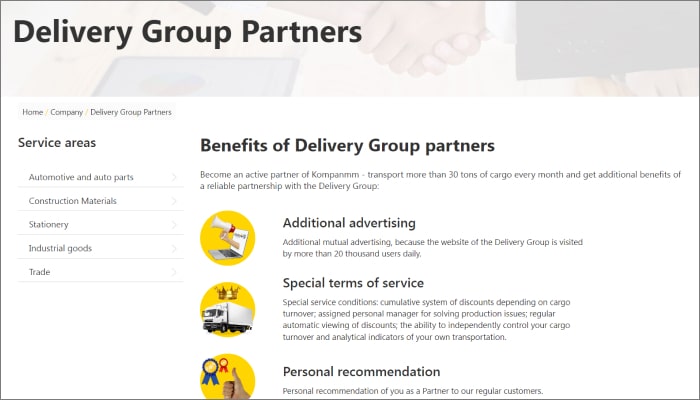 Delivery Group Partners
Home / Company / Delivery Group Partners
Service areas
Automotive and auto parts
Construction Materials
Stationery
Industrial goods
Trade
Benefits of Delivery Group partners
Become an active partner of Kompanmm - transport more than 30 tons of cargo every month and get additional benefits of
a reliable partnership with the Delivery Group:
Additional advertising
Additional mutual advertising, because the website of the Delivery Group is visited
by more than 20 thousand users daily.
Special terms of service
Special service conditions: cumulative system of discounts depending on cargo
turnover; assigned personal manager for solving production issues; regular
automatic viewing of discounts; the ability to independently control your cargo
turnover and analytical indicators of your own transportation.
Personal recommendation
Personal recommendation of you as a Partner to our regular customers.